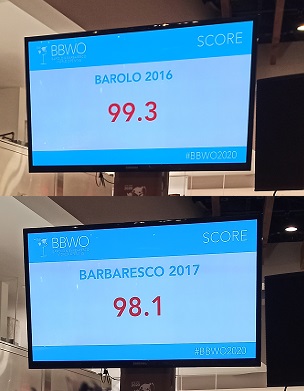 BBWO
SCORE
BAROLO 2016
99.3
#BBWO2020
BBWO
SCORE
BARBARESCO 2017
98.1
#BBWO2020